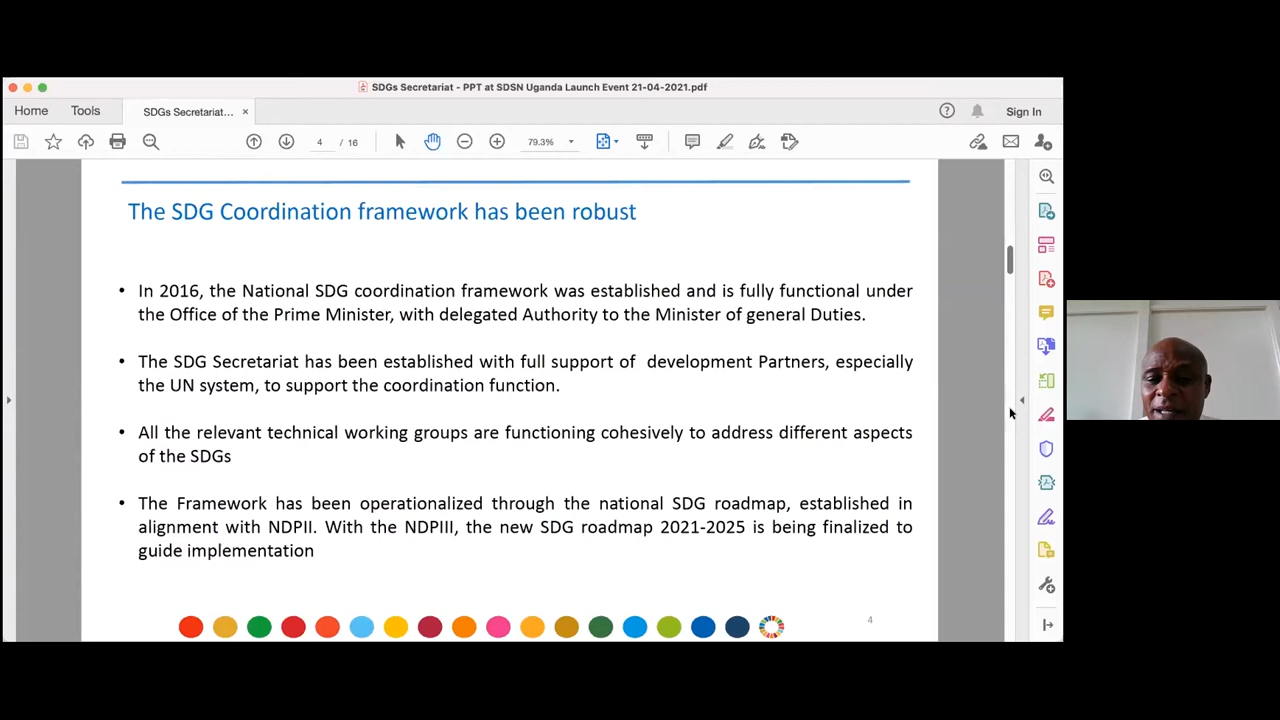 SDGs Secretariat - PPT at SDSN Uganda Launch Event 21-04-2021.pdf
Home Tools SDGs Secretariat... × Sign In
4 / 16 79.3%
The SDG Coordination framework has been robust
• In 2016, the National SDG coordination framework was established and is fully functional under
the Office of the Prime Minister, with delegated Authority to the Minister of general Duties.
• The SDG Secretariat has been established with full support of development Partners, especially
the UN system, to support the coordination function.
• All the relevant technical working groups are functioning cohesively to address different aspects
of the SDGs
• The Framework has been operationalized through the national SDG roadmap, established in
alignment with NDPII. With the NDPIII, the new SDG roadmap 2021-2025 is being finalized to
guide implementation
4